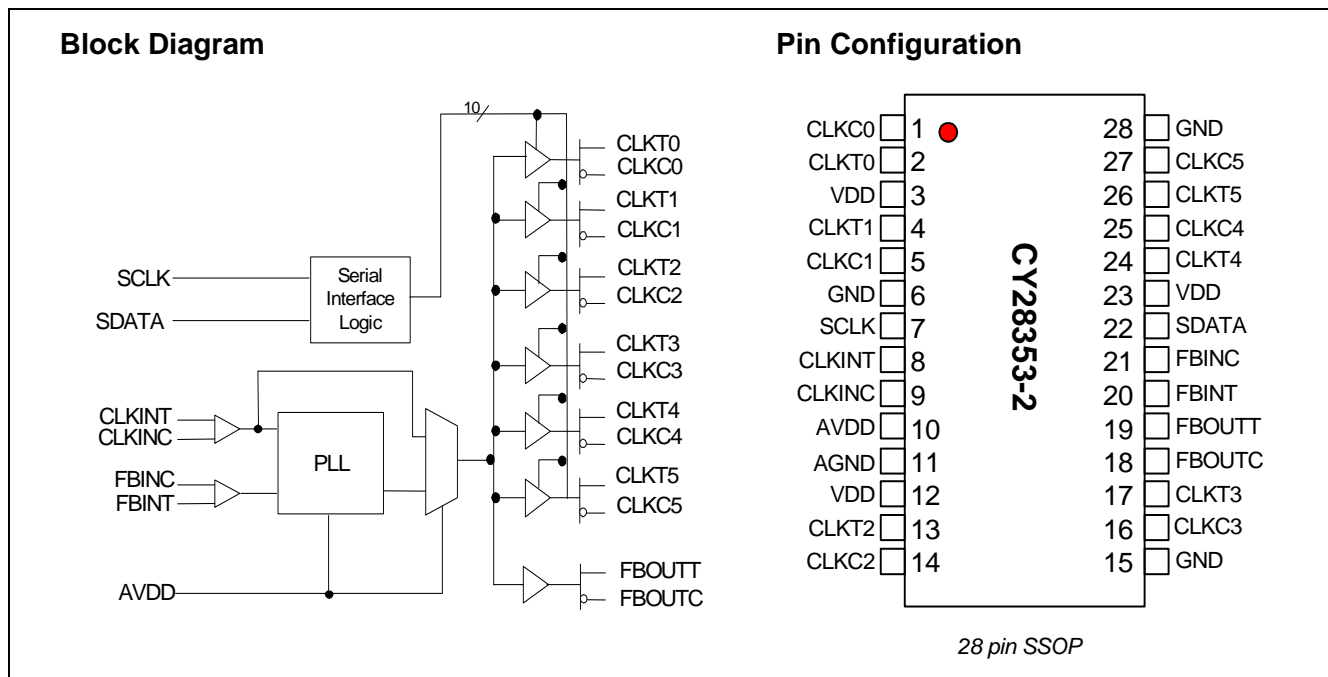 Block Diagram
10
CLKT0
CLKC0
CLKT1
CLKC1
CLKT2
CLKC2
CLKT3
CLKC3
CLKT4
CLKC4
CLKT5
CLKC5
FBOUTT
FBOUTC
SCLK
SDATA
Serial
Interface
Logic
CLKINT
CLKINC
FBINC
FBINT
PLL
AVDD
Pin Configuration
CLKC0 1
CLKT0 2
VDD 3
CLKT1 4
CLKC1 5
GND 6
SCLK 7
CLKINT 8
CLKINC 9
AVDD 10
AGND 11
VDD 12
CLKT2 13
CLKC2 14
CY28353-2
28 GND
27 CLKC5
26 CLKT5
25 CLKC4
24 CLKT4
23 VDD
22 SDATA
21 FBINC
20 FBINT
19 FBOUTT
18 FBOUTC
17 CLKT3
16 CLKC3
15 GND
28 pin SSOP